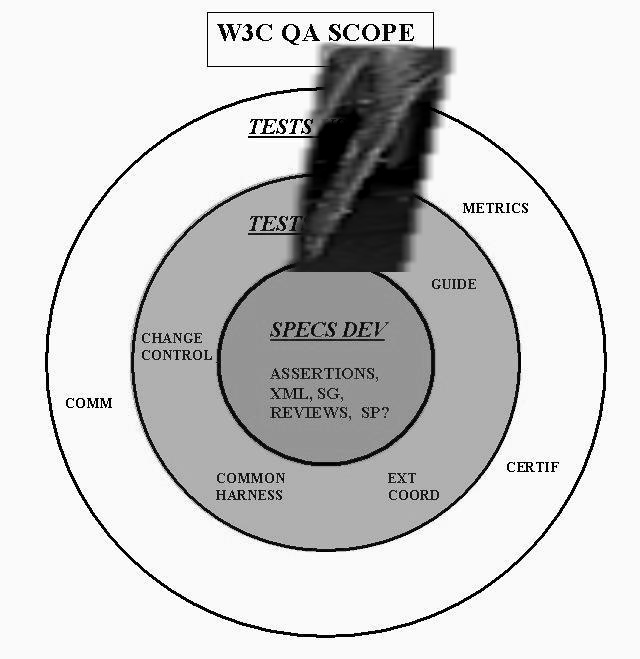 W3C QA SCOPE
TESTS
METRICS
TEST
GUIDE
SPECS DEV
CHANGE
CONTROL
ASSERTIONS,
XML, SG,
REVIEWS, SP?
COMM
CERTIF
COMMON
HARNESS
EXT
COORD